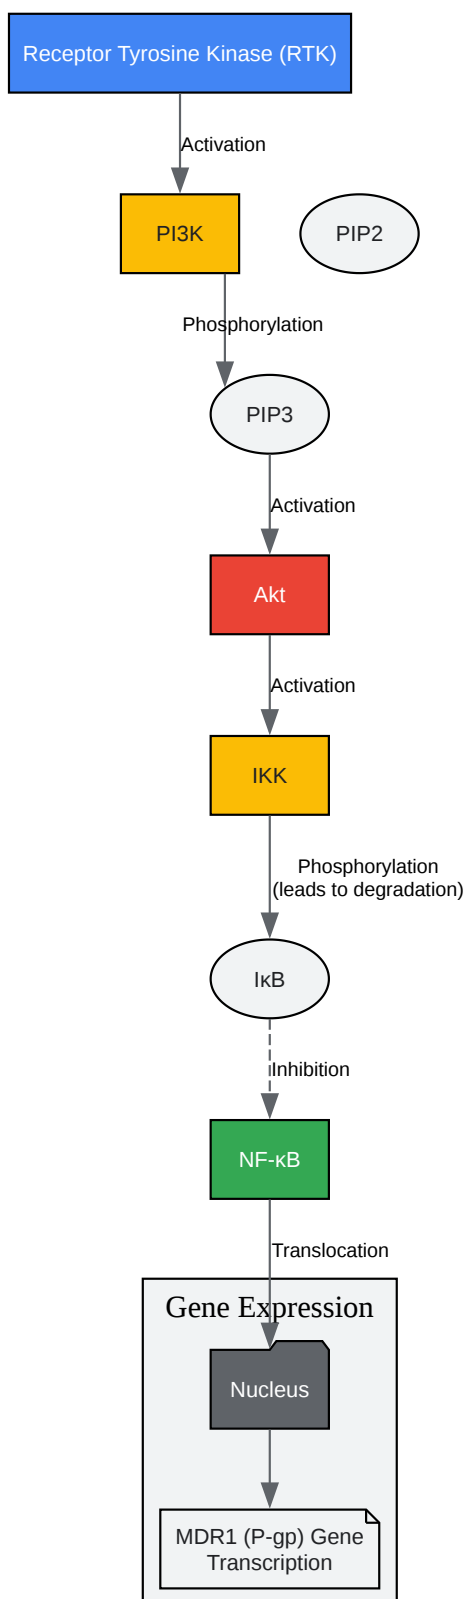 Receptor Tyrosine Kinase (RTK)
Activation
PI3K
PIP2
Phosphorylation
PIP3
Activation
Akt
Activation
IKK
Phosphorylation
(leads to degradation)
IκB
Inhibition
NF-κB
Translocation
Gene Expression
Nucleus
MDR1 (P-gp) Gene
Transcription